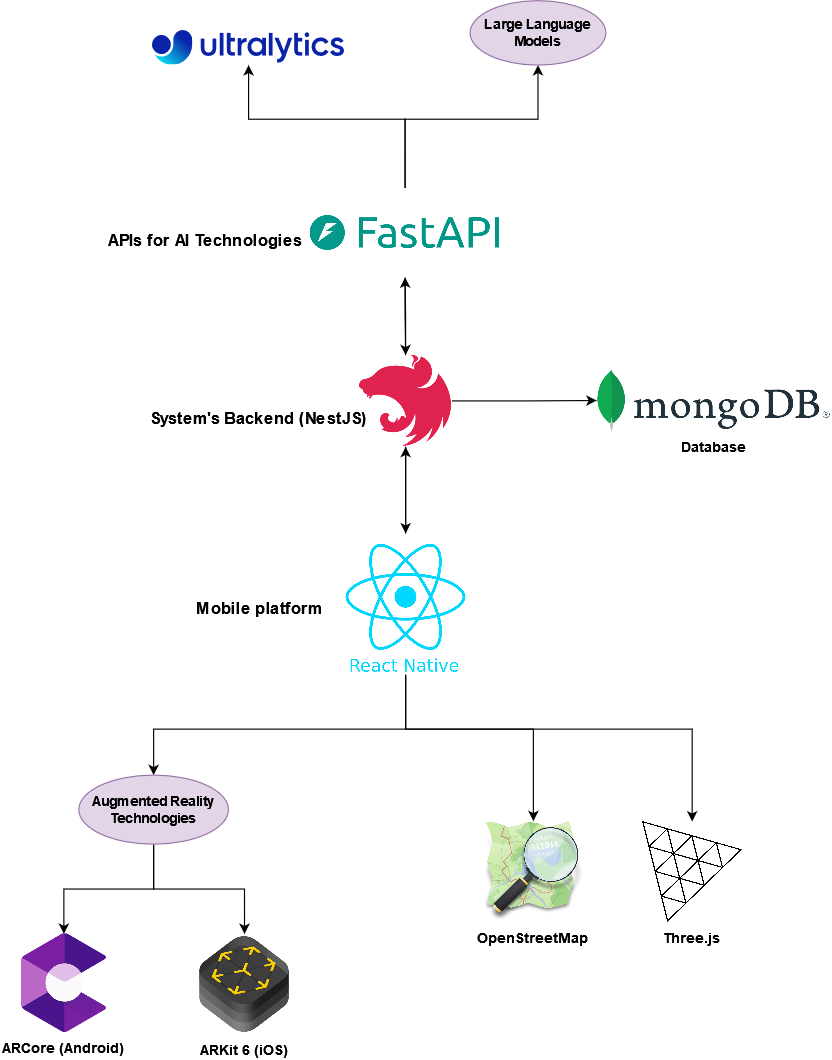 ultralytics
Large Language
Models
APIs for AI Technologies
FastAPI
System's Backend (NestJS)
mongoDB®
Database
Mobile platform
React Native
Augmented Reality
Technologies
OpenStreetMap
Three.js
ARCore (Android)
ARKit 6 (iOS)